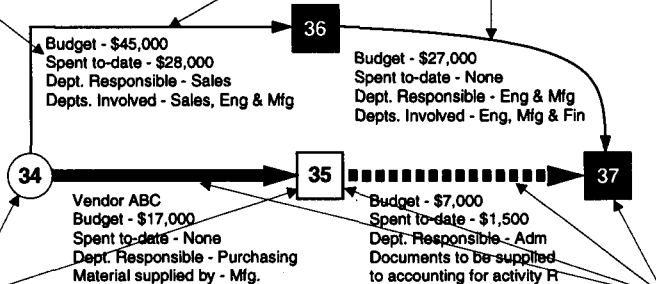 36
Budget - $45,000
Spent to-date - $28,000
Dept. Responsible - Sales
Depts. Involved - Sales, Eng & Mfg
Budget - $27,000
Spent to-date - None
Dept. Responsible - Eng & Mfg
Depts. Involved - Eng, Mfg & Fin
34
35
37
Vendor ABC
Budget - $17,000
Spent to-date - None
Dept. Responsible - Purchasing
Material supplied by - Mfg.
Budget - $7,000
Spent to-date - $1,500
Dept. Responsible - Adm
Documents to be supplied
to accounting for activity R